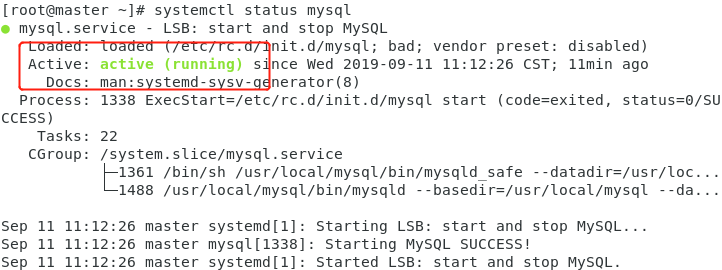 [root@master ~]# systemctl status mysql
● mysql.service - LSB: start and stop MySQL
   Loaded: loaded (/etc/rc.d/init.d/mysql; bad; vendor preset: disabled)
   Active: active (running) since Wed 2019-09-11 11:12:26 CST; 11min ago
     Docs: man:systemd-sysv-generator(8)
  Process: 1338 ExecStart=/etc/rc.d/init.d/mysql start (code=exited, status=0/SU
CCESS)
    Tasks: 22
   CGroup: /system.slice/mysql.service
           ├─1361 /bin/sh /usr/local/mysql/bin/mysqld_safe --datadir=/usr/loc...
           └─1488 /usr/local/mysql/bin/mysqld --basedir=/usr/local/mysql --da...
Sep 11 11:12:26 master systemd[1]: Starting LSB: start and stop MySQL...
Sep 11 11:12:26 master mysql[1338]: Starting MySQL SUCCESS!
Sep 11 11:12:26 master systemd[1]: Started LSB: start and stop MySQL.